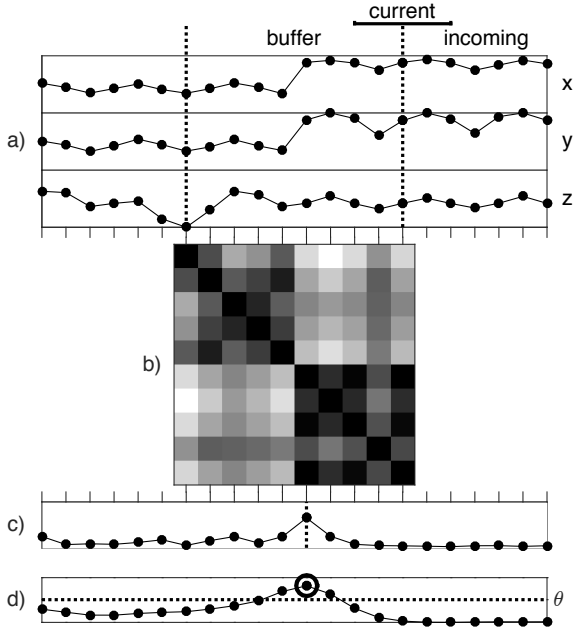 current
buffer
incoming
x
a)
y
z
b)
c)
d)
θ